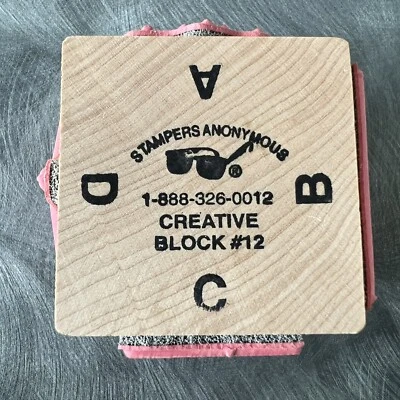 A
STAMPERS ANONYMOUS
®
D
B
1-888-326-0012
CREATIVE
BLOCK #12
C